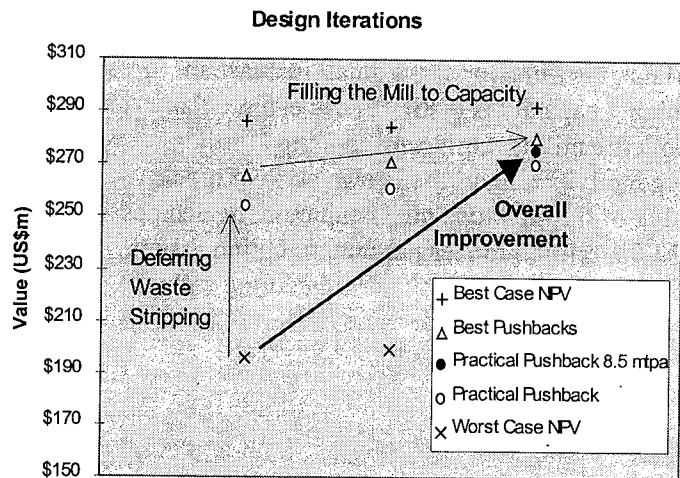 Design Iterations
Value (US$m)
$310
$290
$270
$250
$230
$210
$190
$170
$150
Filling the Mill to Capacity
Overall
Improvement
Deferring
Waste
Stripping
Best Case NPV
Best Pushbacks
Practical Pushback 8.5 mtpa
Practical Pushback
Worst Case NPV